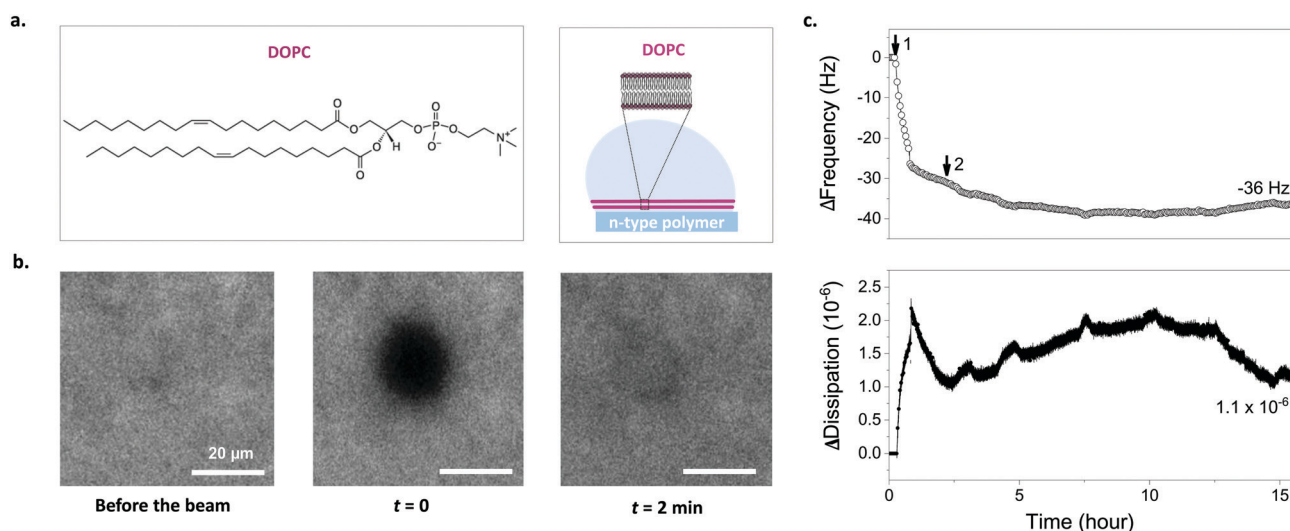 a.
DOPC
O
O
O
O
P
O
O⁻
N⁺
H
O
DOPC
n-type polymer
b.
20 µm
Before the beam
t = 0
t = 2 min
c.
ΔFrequency (Hz)
0
-10
-20
-30
-40
1
2
-36 Hz
ΔDissipation (10⁻⁶)
2.5
2.0
1.5
1.0
0.5
0.0
1.1 x 10⁻⁶
0
5
10
15
Time (hour)